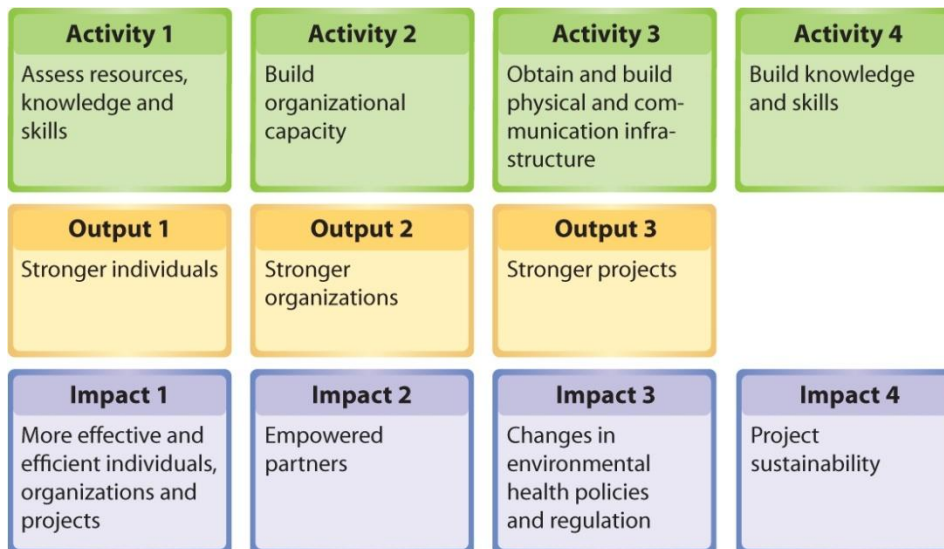 Activity 1
Assess resources,
knowledge and
skills
Activity 2
Build
organizational
capacity
Activity 3
Obtain and build
physical and com-
munication infra-
structure
Activity 4
Build knowledge
and skills
Output 1
Stronger individuals
Output 2
Stronger
organizations
Output 3
Stronger projects
Impact 1
More effective and
efficient individuals,
organizations and
projects
Impact 2
Empowered
partners
Impact 3
Changes in
environmental
health policies
and regulation
Impact 4
Project
sustainability